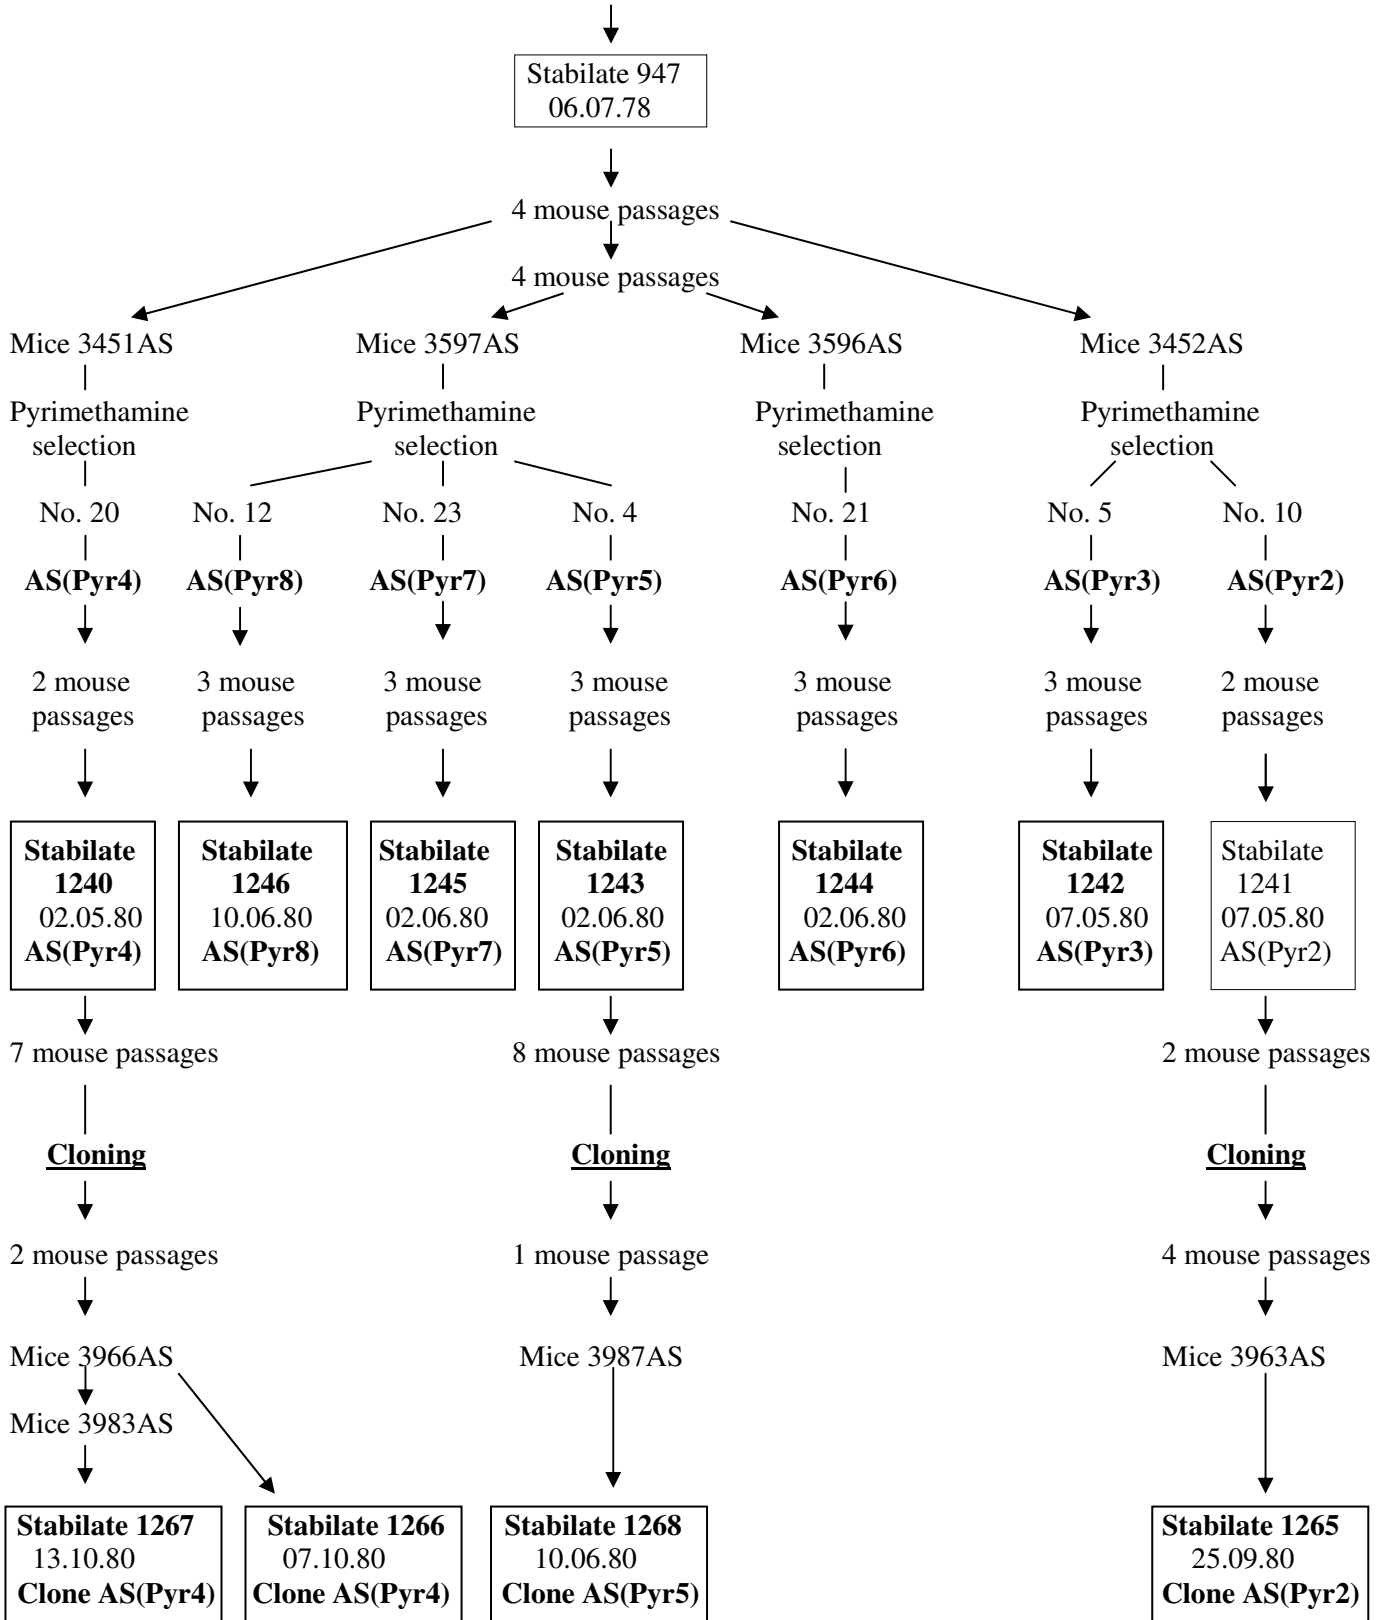 Stabilate 947
06.07.78
4 mouse passages
4 mouse passages
Mice 3451AS
Mice 3597AS
Mice 3596AS
Mice 3452AS
Pyrimethamine
selection
Pyrimethamine
selection
Pyrimethamine
selection
Pyrimethamine
selection
No. 20
No. 12
No. 23
No. 4
No. 21
No. 5
No. 10
AS(Pyr4)
AS(Pyr8)
AS(Pyr7)
AS(Pyr5)
AS(Pyr6)
AS(Pyr3)
AS(Pyr2)
2 mouse
passages
3 mouse
passages
3 mouse
passages
3 mouse
passages
3 mouse
passages
3 mouse
passages
2 mouse
passages
Stabilate
1240
02.05.80
AS(Pyr4)
Stabilate
1246
10.06.80
AS(Pyr8)
Stabilate
1245
02.06.80
AS(Pyr7)
Stabilate
1243
02.06.80
AS(Pyr5)
Stabilate
1244
02.06.80
AS(Pyr6)
Stabilate
1242
07.05.80
AS(Pyr3)
Stabilate
1241
07.05.80
AS(Pyr2)
7 mouse passages
8 mouse passages
2 mouse passages
Cloning
Cloning
Cloning
2 mouse passages
1 mouse passage
4 mouse passages
Mice 3966AS
Mice 3987AS
Mice 3963AS
Mice 3983AS
Stabilate 1267
13.10.80
Clone AS(Pyr4)
Stabilate 1266
07.10.80
Clone AS(Pyr4)
Stabilate 1268
10.06.80
Clone AS(Pyr5)
Stabilate 1265
25.09.80
Clone AS(Pyr2)